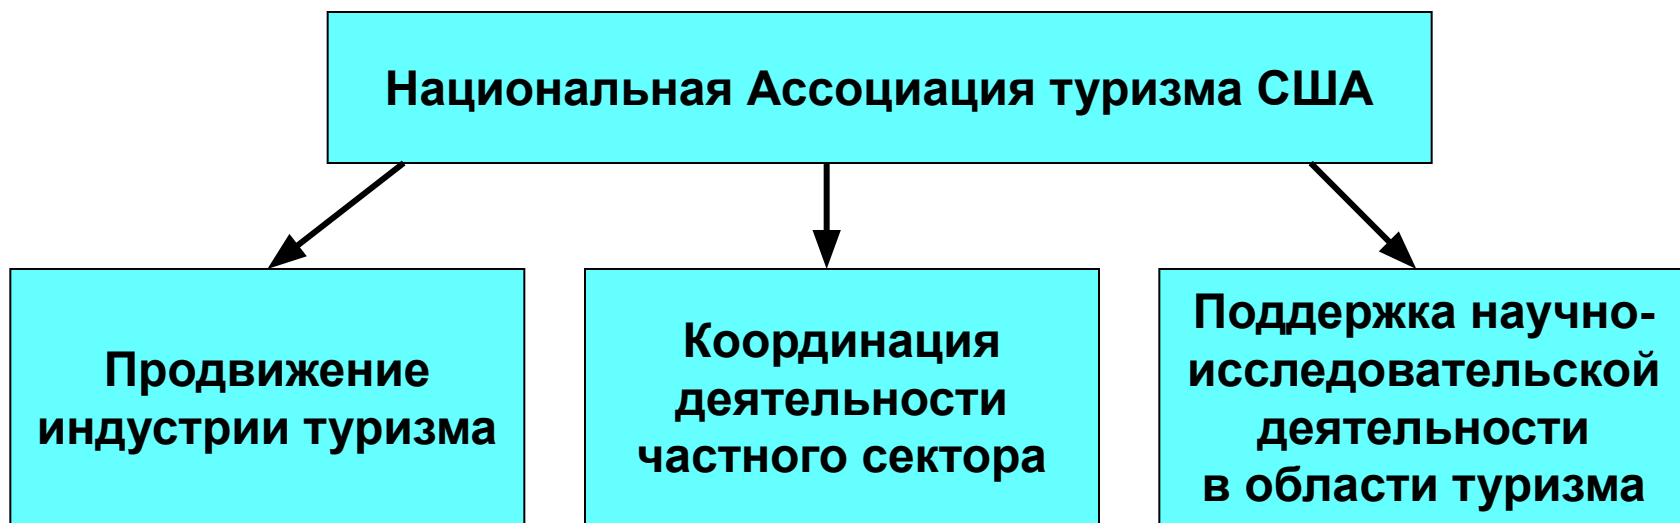 Национальная Ассоциация туризма США
Продвижение
индустрии туризма
Координация
деятельности
частного сектора
Поддержка научно-
исследовательской
деятельности
в области туризма